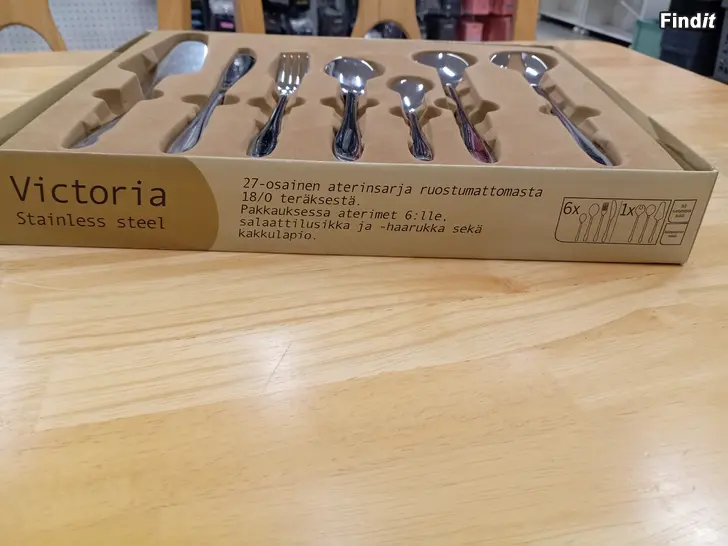 Findit
Victoria
Stainless steel
27-osainen aterinsarja ruostumattomasta
18/0 teräksestä.
Pakkauksessa aterimet 6:lle,
salaattilusikka ja -haarukka sekä
kakkulapio.
6x
1x